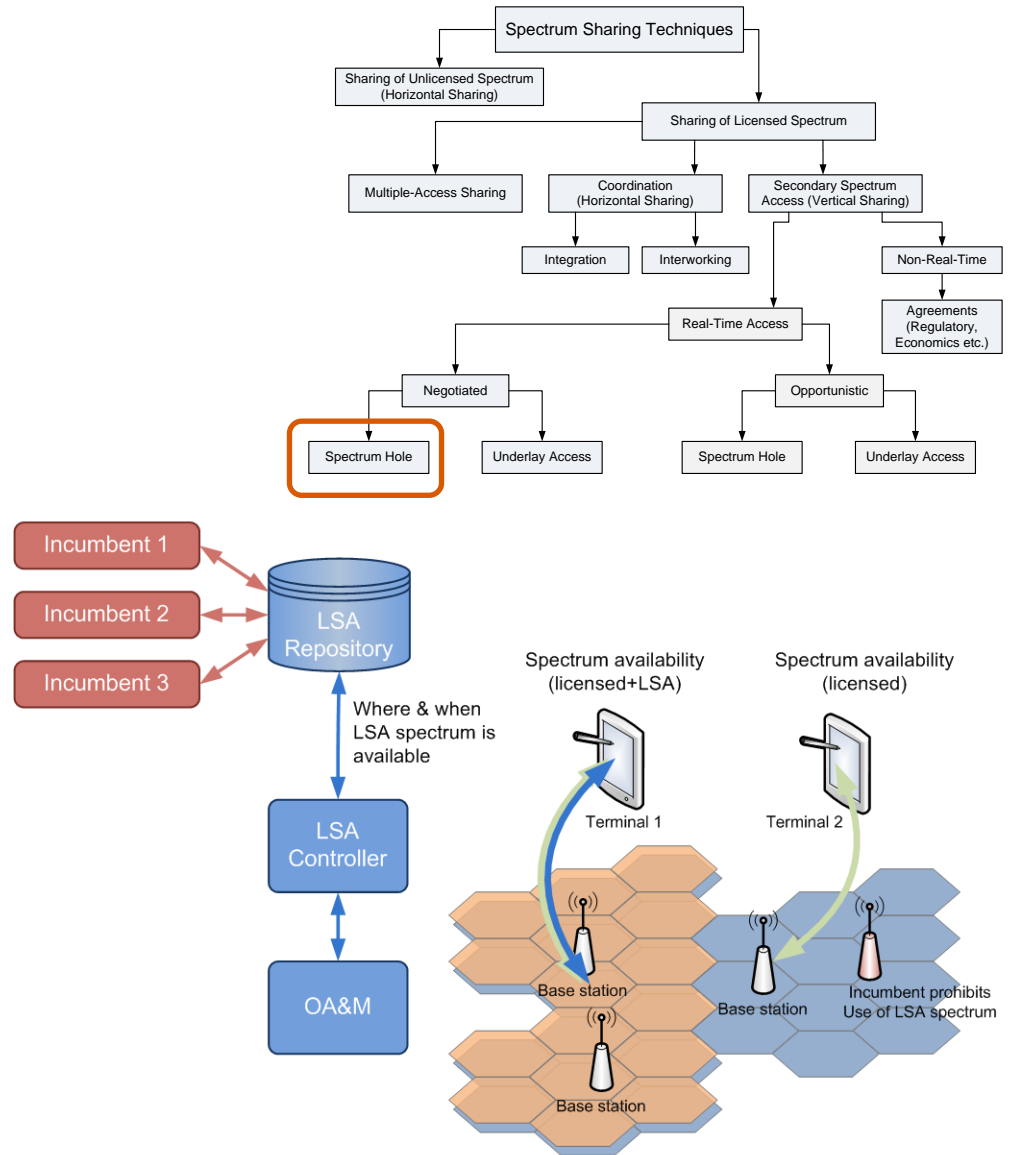 Spectrum Sharing Techniques
Sharing of Unlicensed Spectrum
(Horizontal Sharing)
Sharing of Licensed Spectrum
Multiple-Access Sharing
Coordination
(Horizontal Sharing)
Secondary Spectrum
Access (Vertical Sharing)
Integration
Interworking
Non-Real-Time
Real-Time Access
Agreements
(Regulatory,
Economics etc.)
Negotiated
Opportunistic
Spectrum Hole
Underlay Access
Spectrum Hole
Underlay Access
Incumbent 1
Incumbent 2
Incumbent 3
LSA
Repository
Where & when
LSA spectrum is
available
LSA
Controller
OA&M
Spectrum availability
(licensed+LSA)
Spectrum availability
(licensed)
Terminal 1
Terminal 2
Base station
Base station
Incumbent prohibits
Use of LSA spectrum
Base station